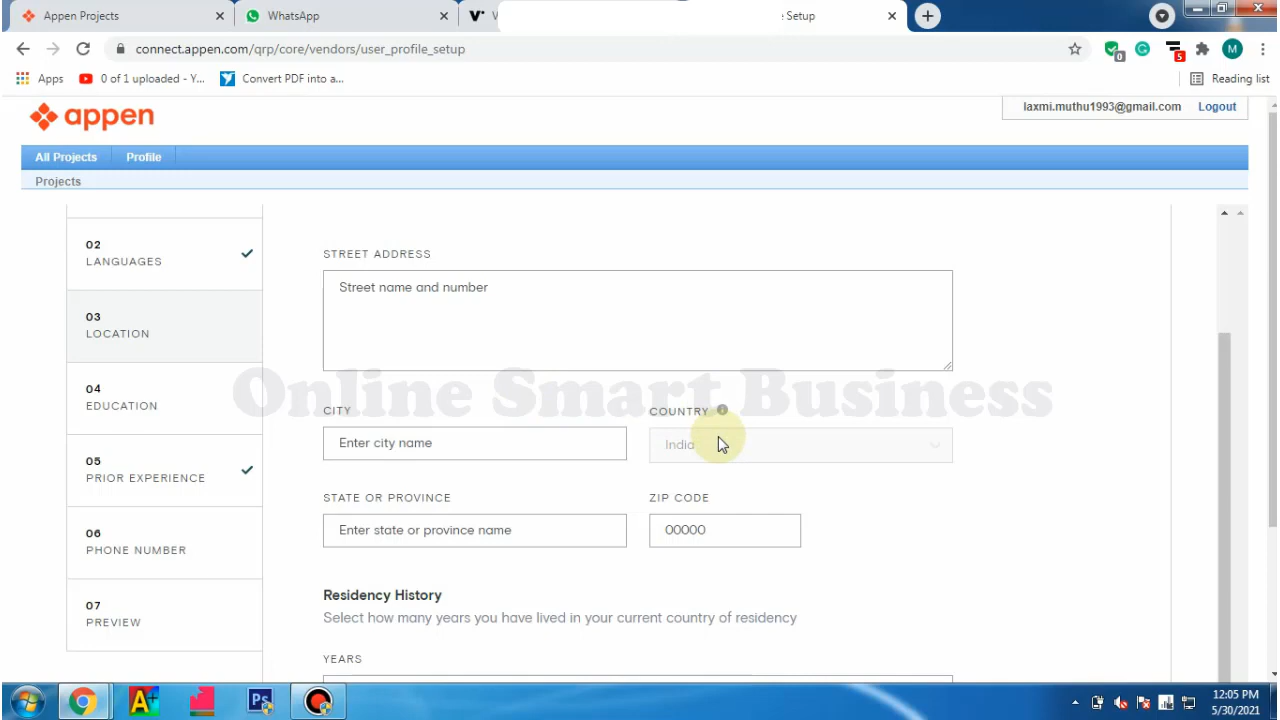 Appen Projects
WhatsApp
V
Setup
connect.appen.com/qrp/core/vendors/user_profile_setup
0
5
M
Apps
0 of 1 uploaded - Y...
Convert PDF into a...
Reading list
appen
laxmi.muthu1993@gmail.com Logout
All Projects Profile
Projects
02
LANGUAGES
03
LOCATION
04
EDUCATION
05
PRIOR EXPERIENCE
06
PHONE NUMBER
07
PREVIEW
STREET ADDRESS
Street name and number
Online Smart Business
CITY
COUNTRY
Enter city name
India
STATE OR PROVINCE
ZIP CODE
Enter state or province name
00000
Residency History
Select how many years you have lived in your current country of residency
YEARS
Ps
12:05 PM
5/30/2021